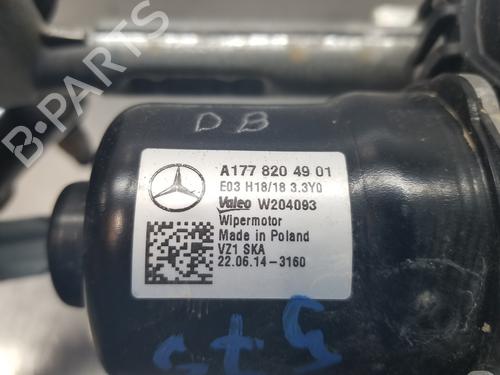 DB
A177 820 49 01
E03 H18/18 3.3Y0
Valeo W204093
Wipermotor
Made in Poland
VZ1 SKA
22.06.14-3160
B-PARTS